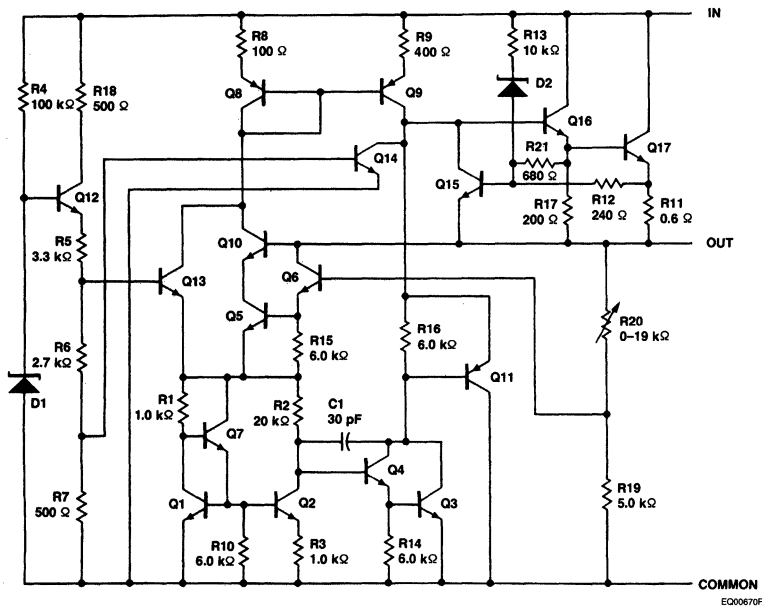 IN
R8
100 Ω
R9
400 Ω
R13
10 kΩ
R4
100 kΩ
R18
500 Ω
Q8
Q9
D2
Q16
Q14
R21
680 Ω
Q17
Q15
Q12
R17
200 Ω
R12
240 Ω
R11
0.6 Ω
R5
3.3 kΩ
Q10
OUT
Q13
Q6
Q5
R15
6.0 kΩ
R16
6.0 kΩ
R20
0–19 kΩ
R6
2.7 kΩ
D1
Q11
R1
1.0 kΩ
R2
20 kΩ
C1
30 pF
Q7
Q4
R7
500 Ω
Q1
Q2
Q3
R19
5.0 kΩ
R10
6.0 kΩ
R3
1.0 kΩ
R14
6.0 kΩ
COMMON
EQ00670F